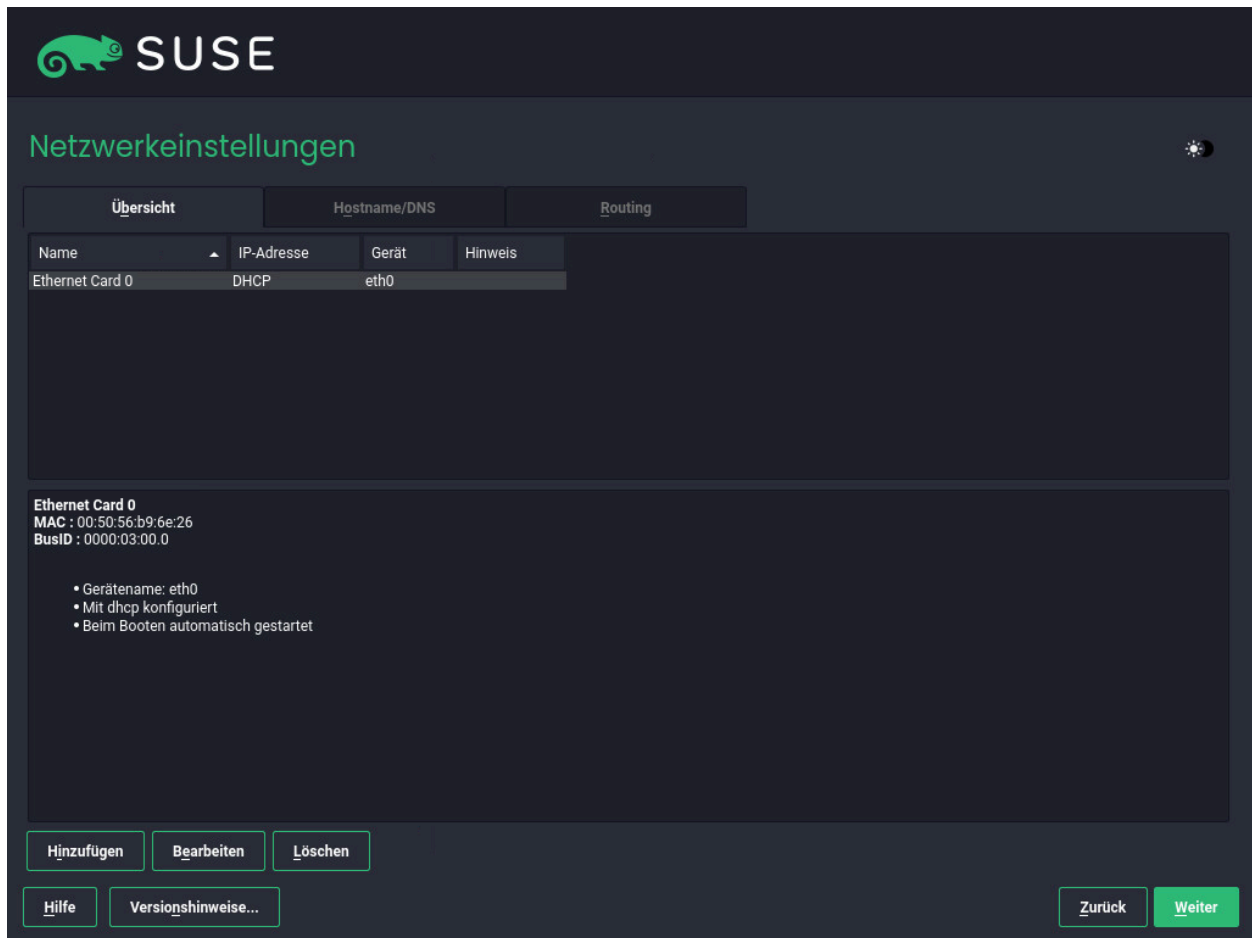 SUSE
Netzwerkeinstellungen
Übersicht Hostname/DNS Routing
Name IP-Adresse Gerät Hinweis
Ethernet Card 0 DHCP eth0
Ethernet Card 0
MAC : 00:50:56:b9:6e:26
BusID : 0000:03:00.0
• Gerätename: eth0
• Mit dhcp konfiguriert
• Beim Booten automatisch gestartet
Hinzufügen Bearbeiten Löschen
Hilfe Versionshinweise... Zurück Weiter